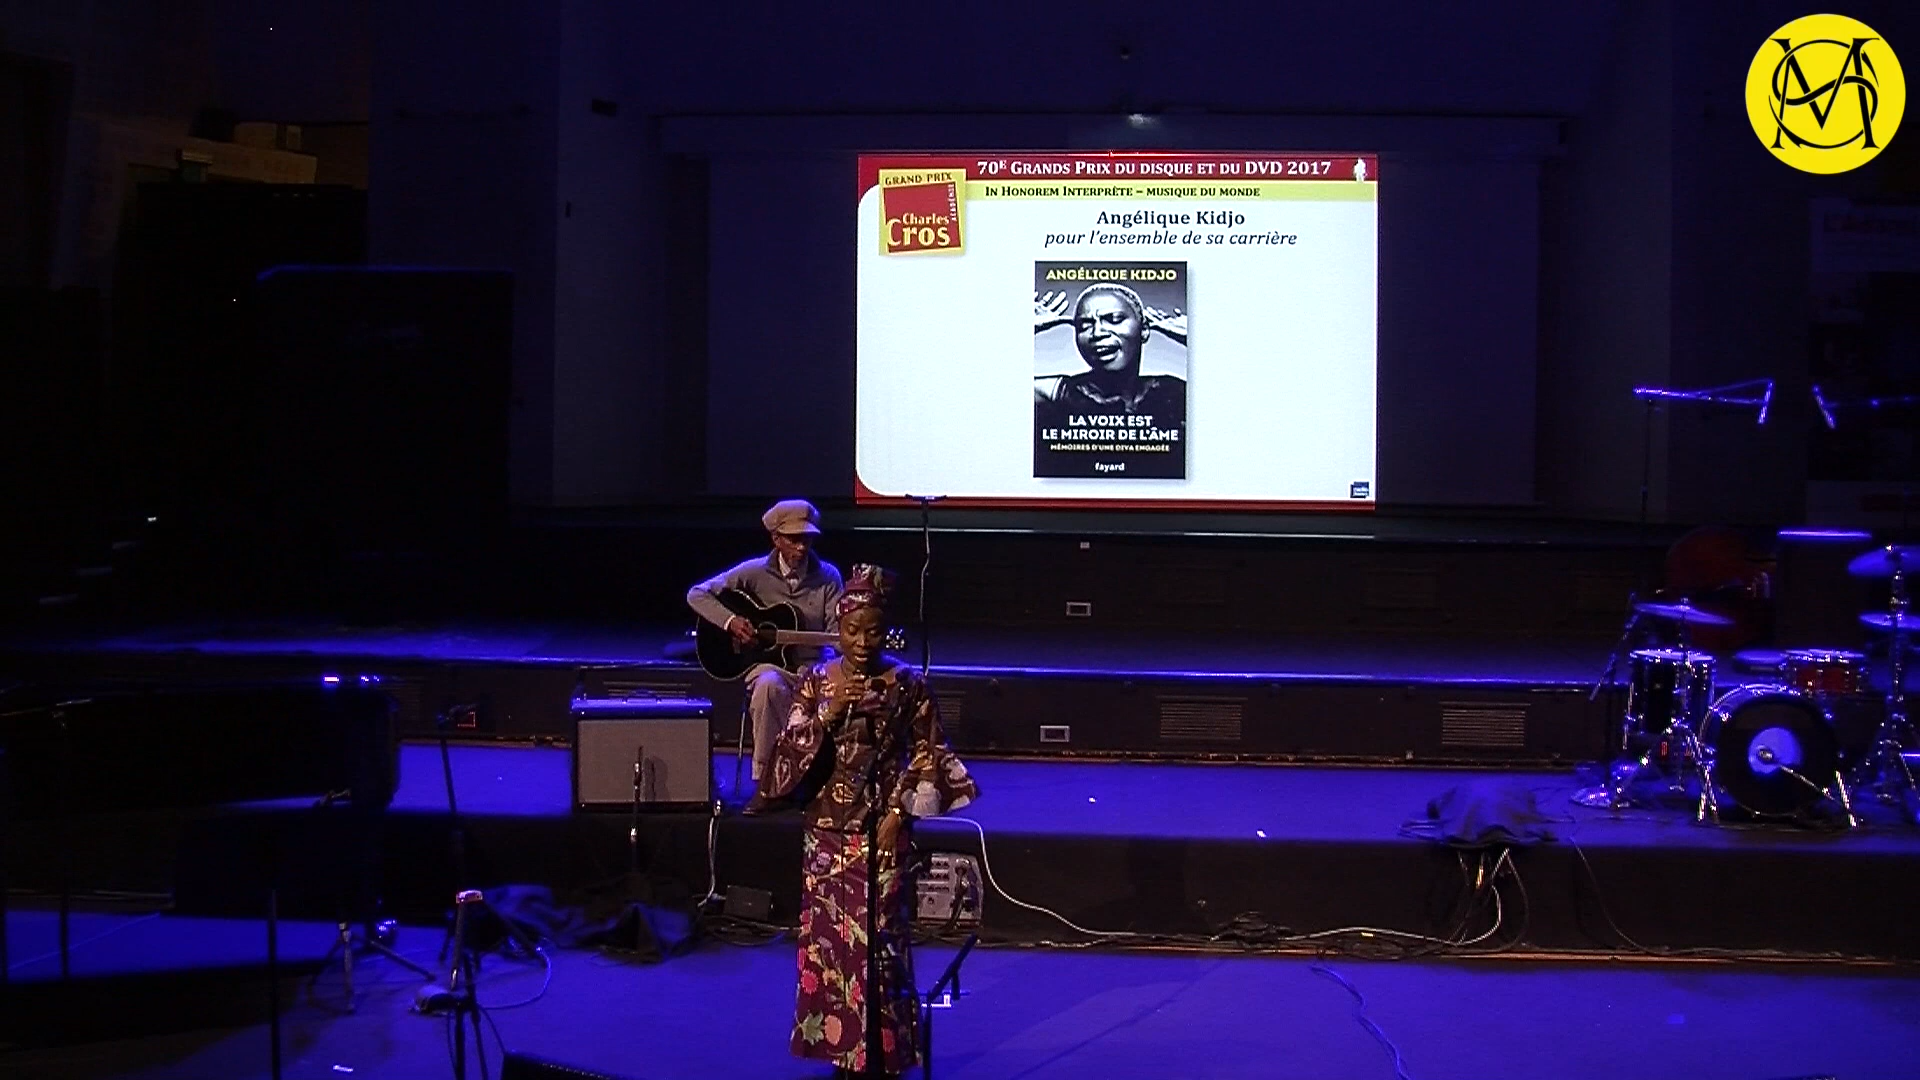 70E GRANDS PRIX DU DISQUE ET DU DVD 2017
IN HONOREM INTERPRÈTE – MUSIQUE DU MONDE
GRAND PRIX
ACADÉMIE
Charles
Cros
Angélique Kidjo
pour l'ensemble de sa carrière
ANGÉLIQUE KIDJO
LA VOIX EST
LE MIROIR DE L'ÂME
MÉMOIRES D'UNE DIVA ENGAGÉE
fayard